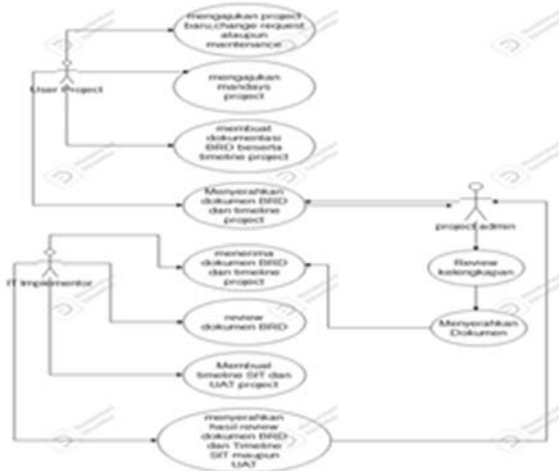 mengajukan project
baru,change request
ataupun
maintenance
User Project
mengajukan
mandays
project
membuat
dokumentasi
BRD beserta
timeline project
Menyerahkan
dokumen BRD
dan timeline
project
project admin
menerima
dokumen BRD
dan timeline
project
Review
kelengkapan
IT Implementor
review
dokumen BRD
Menyerahkan
Dokumen
Membuat
timeline SIT dan
UAT project
menyerahkan
hasil review
dokumen BRD
dan Timeline
SIT maupun
UAT